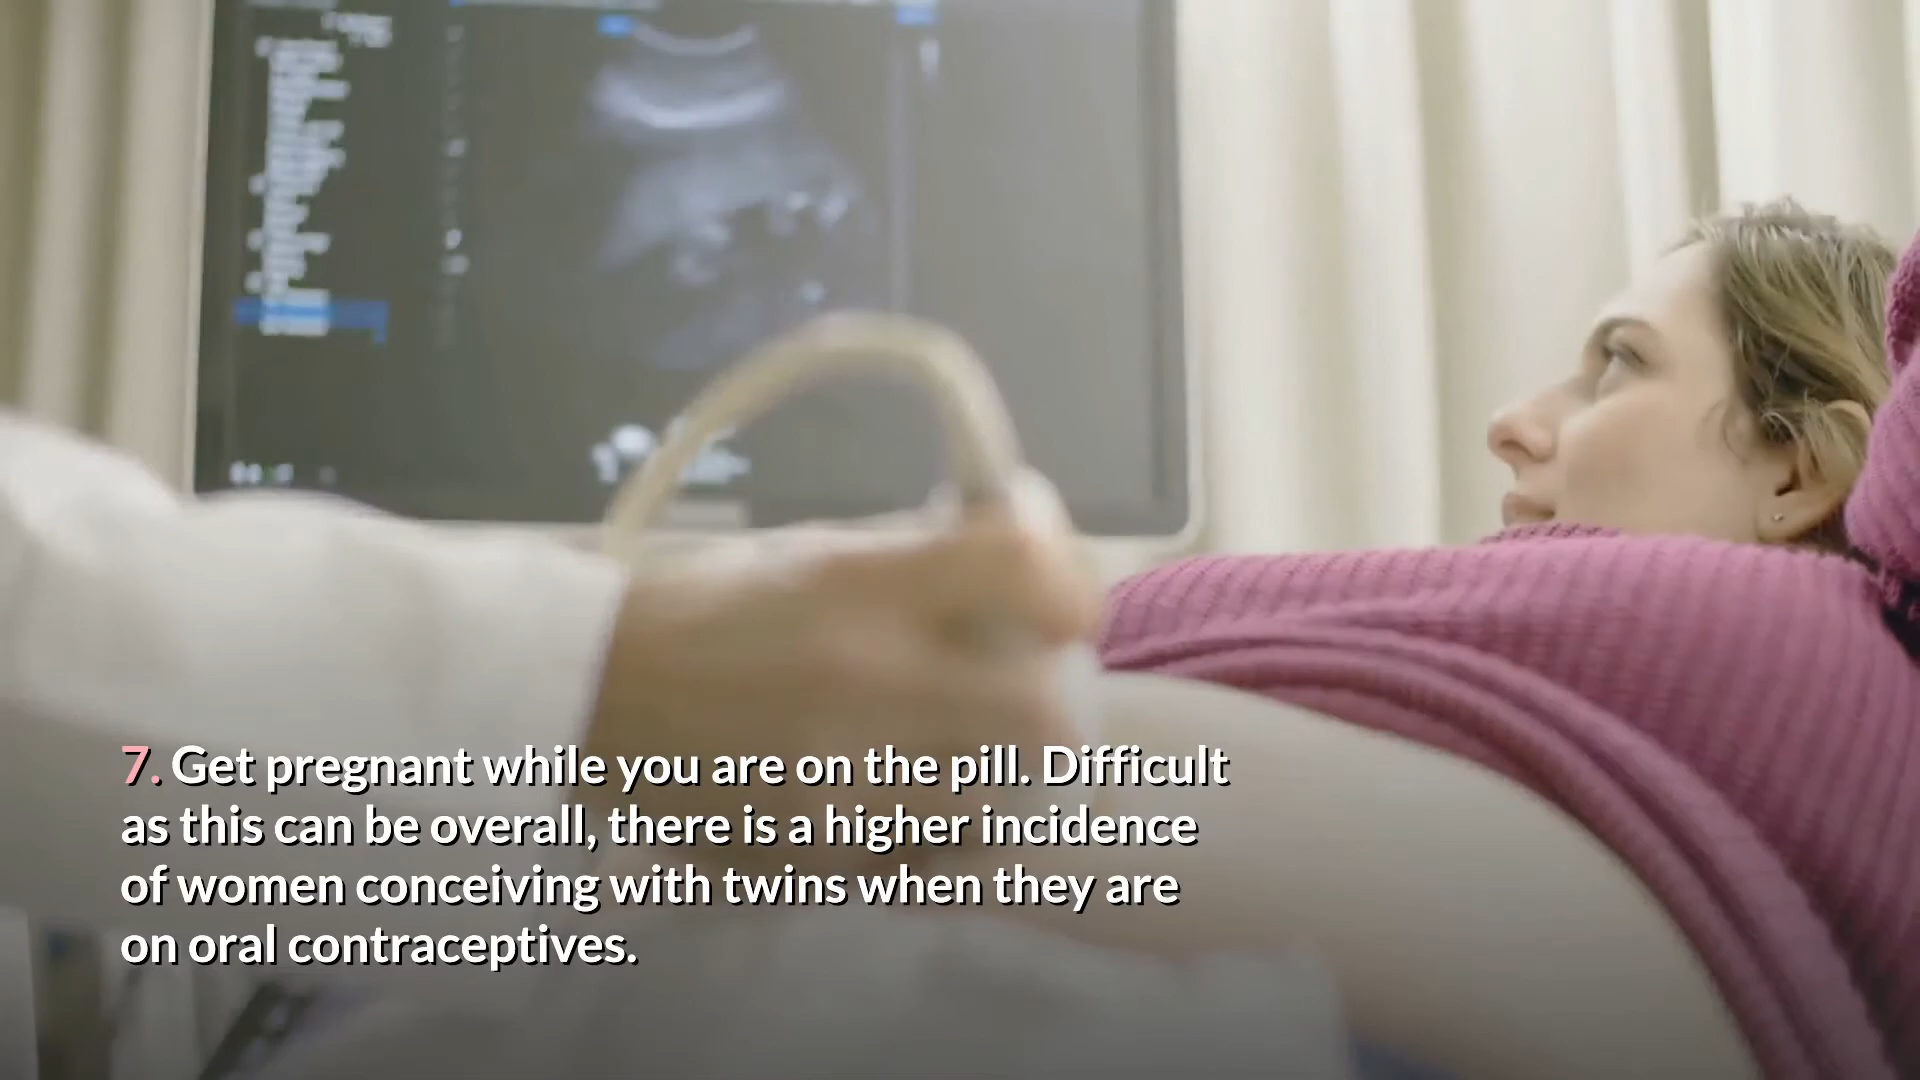 7. Get pregnant while you are on the pill. Difficult
as this can be overall, there is a higher incidence
of women conceiving with twins when they are
on oral contraceptives.